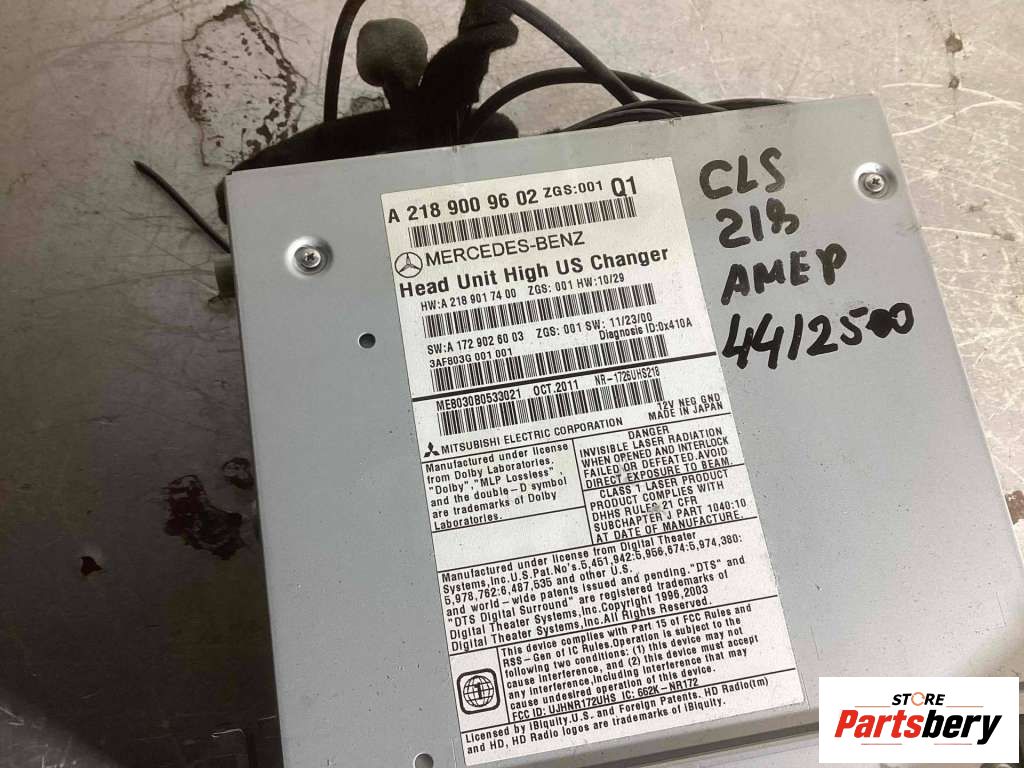 A 218 900 96 02 ZGS:001 Q1
MERCEDES-BENZ
Head Unit High US Changer
HW:A 218 901 74 00 ZGS: 001 HW:10/29
SW:A 172 902 60 03 ZGS: 001 SW: 11/23/00
3AF803G 001 001 Diagnosis ID:0x410A
ME8030B0533021 OCT.2011 NR-1726UHS218
12V NEG GND
MADE IN JAPAN
MITSUBISHI ELECTRIC CORPORATION
Manufactured under license
from Dolby Laboratories.
"Dolby","MLP Lossless"
and the double-D symbol
are trademarks of Dolby
Laboratories.
DANGER
INVISIBLE LASER RADIATION
WHEN OPENED AND INTERLOCK
FAILED OR DEFEATED.AVOID
DIRECT EXPOSURE TO BEAM.
CLASS 1 LASER PRODUCT
PRODUCT COMPLIES WITH
DHHS RULES 21 CFR
SUBCHAPTER J PART 1040:10
AT DATE OF MANUFACTURE.
Manufactured under license from Digital Theater
Systems,Inc.U.S.Pat.No's.5,451,942:5,956,674:5,974,380:
5,978,762:6,487,535 and other U.S.
and world-wide patents issued and pending."DTS" and
"DTS Digital Surround" are registered trademarks of
Digital Theater Systems,Inc.Copyright 1996,2003
Digital Theater Systems,Inc.All Rights Reserved.
This device complies with Part 15 of FCC Rules and
RSS-Gen of IC Rules.Operation is subject to the
following two conditions: (1) this device may not
cause interference, and (2) this device must accept
any interference,including interference that may
cause undesired operation of this device.
FCC ID: UJHNR172UHS IC: 662K-NR172
Licensed by iBiquity.U.S. and Foreign Patents. HD Radio(tm)
and HD, HD Radio logos are trademarks of iBiquity.
CLS
218
AMEP
44/2500
STORE
Partsbery